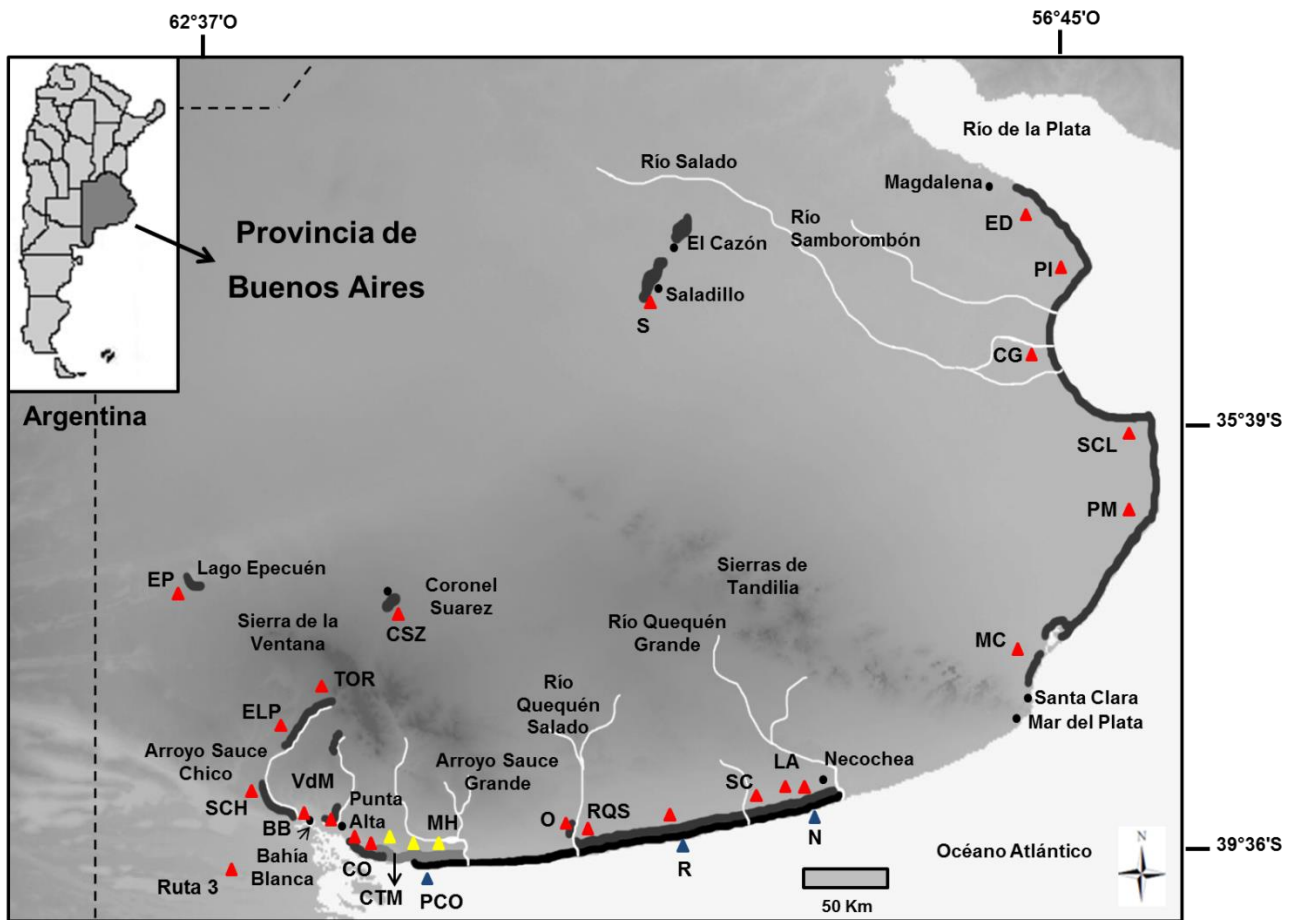 62°37'O
56°45'O
Río de la Plata
Río Salado
Magdalena
Río
Samborombón
ED
Provincia de
Buenos Aires
El Cazón
PI
Saladillo
S
CG
Argentina
35°39'S
SCL
PM
Lago Epecuén
EP
Coronel
Suarez
CSZ
Sierras de
Tandilia
Sierra de la
Ventana
Río Quequén
Grande
MC
TOR
Río
Quequén
Salado
Santa Clara
Mar del Plata
ELP
Arroyo Sauce
Chico
Arroyo Sauce
Grande
VdM
LA
Necochea
SCH
SC
Punta
Alta
BB
MH
O
RQS
N
Bahía
Blanca
CO
R
Océano Atlántico
N
39°36'S
Ruta 3
CTM
PCO
50 Km